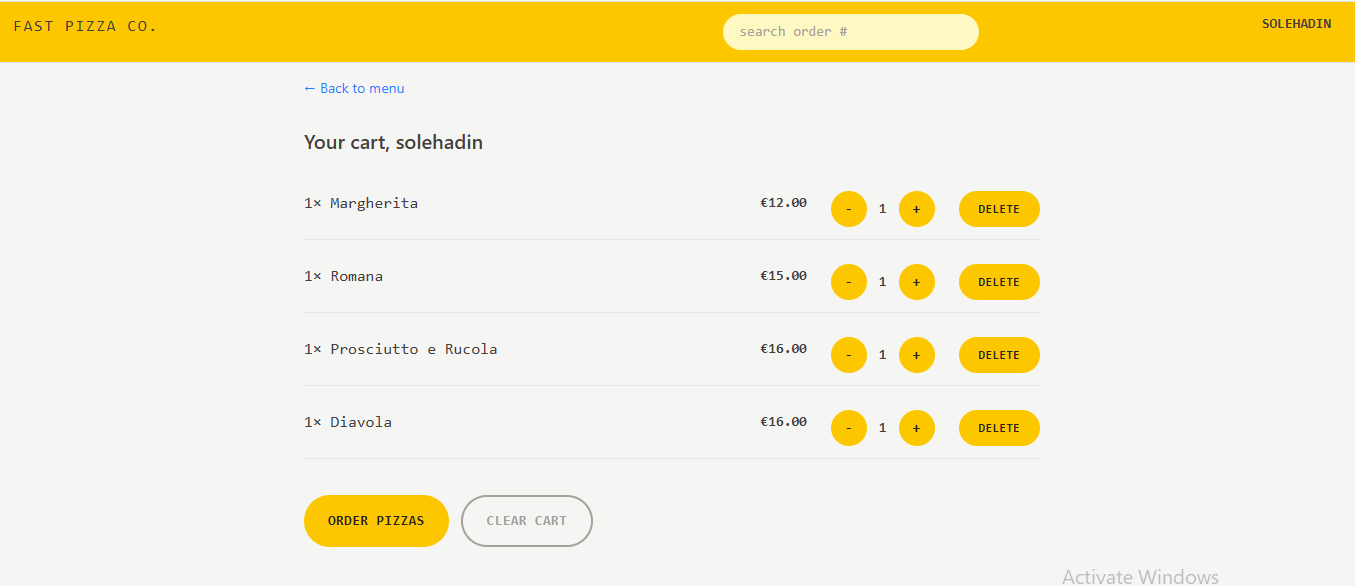 FAST PIZZA CO.
search order #
SOLEHADIN
← Back to menu
Your cart, solehadin
1× Margherita €12.00 - 1 + DELETE
1× Romana €15.00 - 1 + DELETE
1× Prosciutto e Rucola €16.00 - 1 + DELETE
1× Diavola €16.00 - 1 + DELETE
ORDER PIZZAS CLEAR CART
Activate Windows